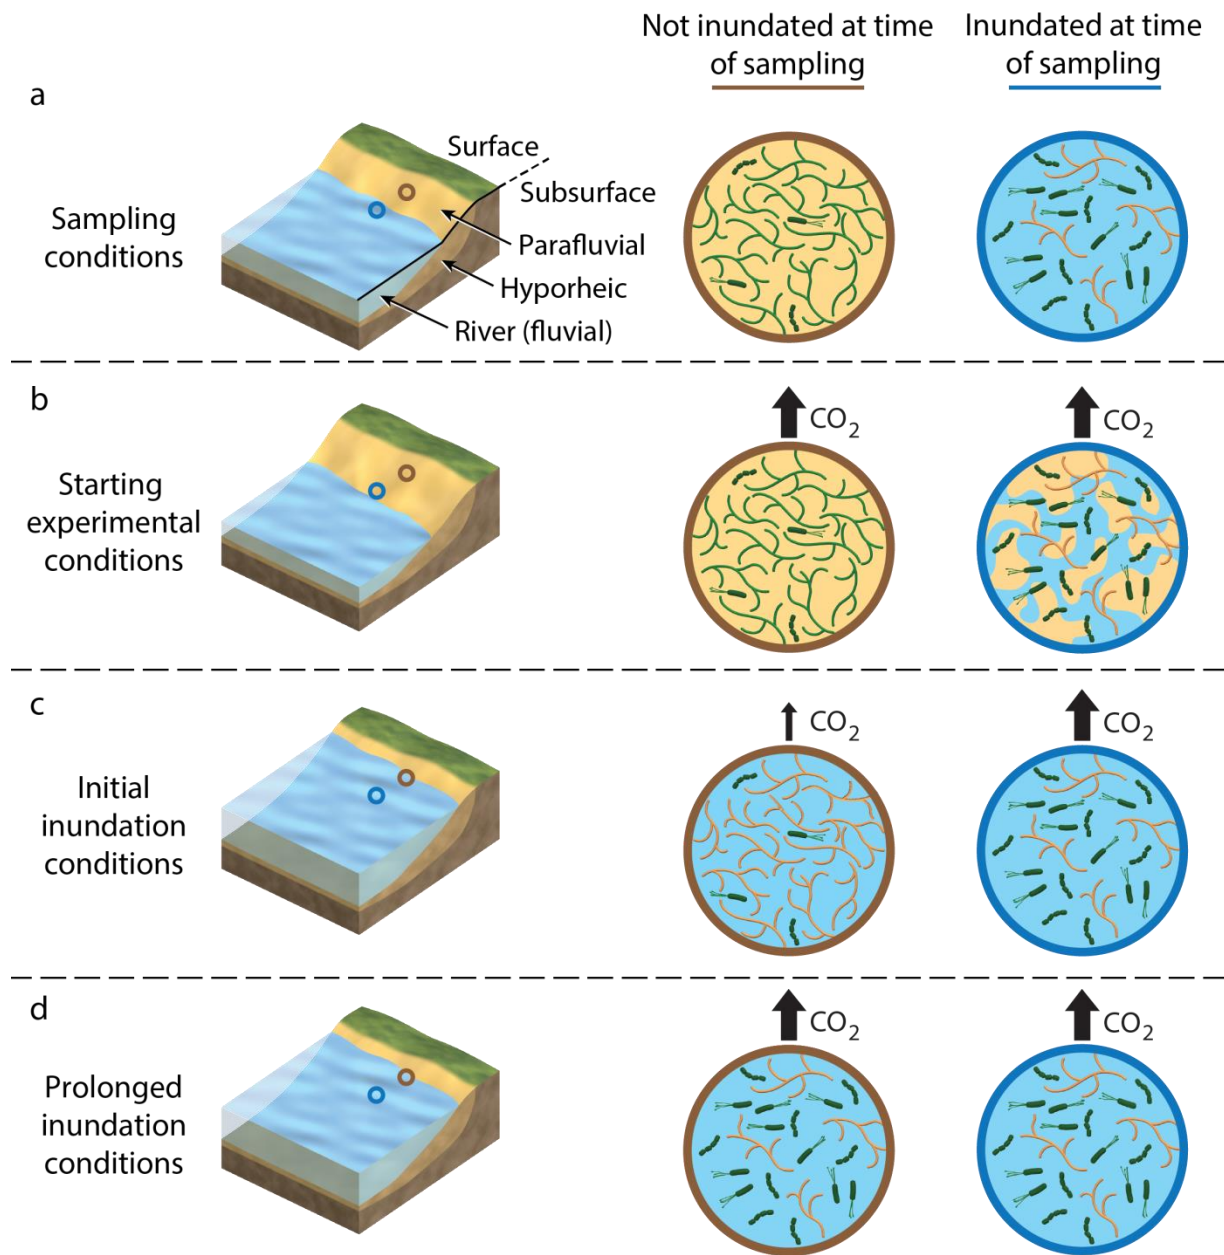 Not inundated at time
of sampling
Inundated at time
of sampling
a
Sampling
conditions
Surface
Subsurface
Parafluvial
Hyporheic
River (fluvial)
b
Starting
experimental
conditions
CO₂
CO₂
c
Initial
inundation
conditions
CO₂
CO₂
d
Prolonged
inundation
conditions
CO₂
CO₂